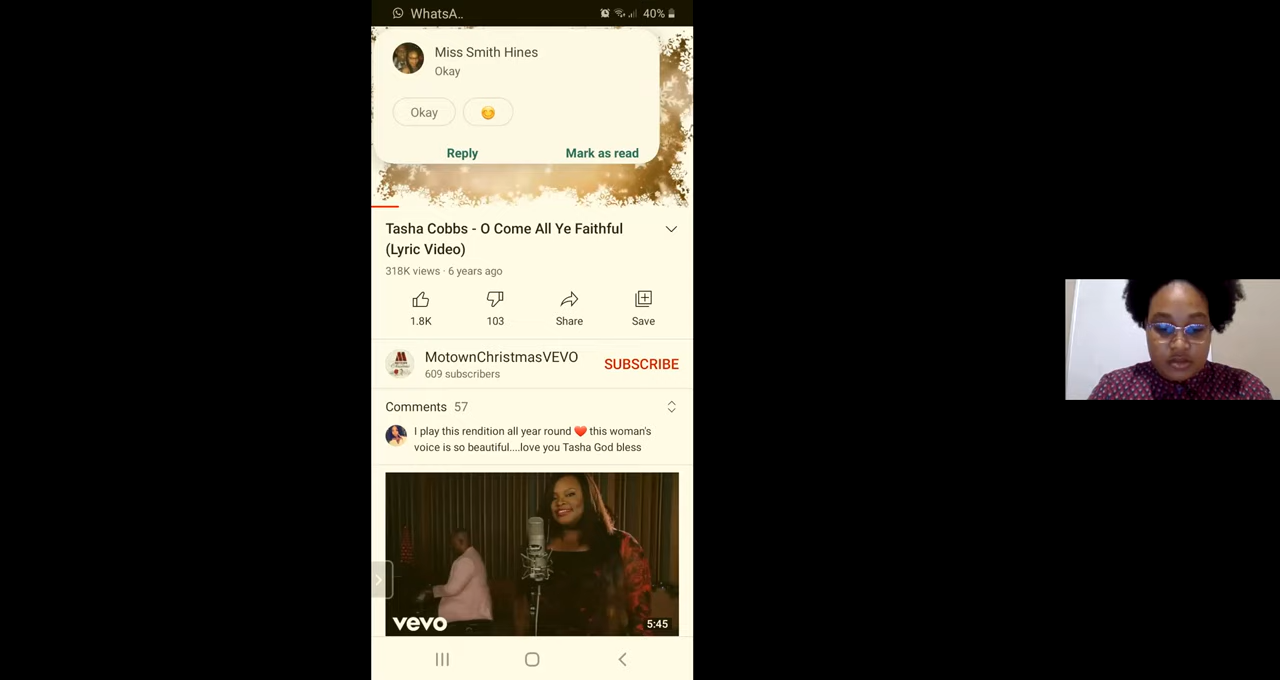 WhatsA..
40%
Miss Smith Hines
Okay
Okay
Reply
Mark as read
Tasha Cobbs - O Come All Ye Faithful
(Lyric Video)
318K views · 6 years ago
1.8K
103
Share
Save
MotownChristmasVEVO
609 subscribers
SUBSCRIBE
Comments 57
I play this rendition all year round ❤️ this woman's
voice is so beautiful....love you Tasha God bless
vevo
5:45